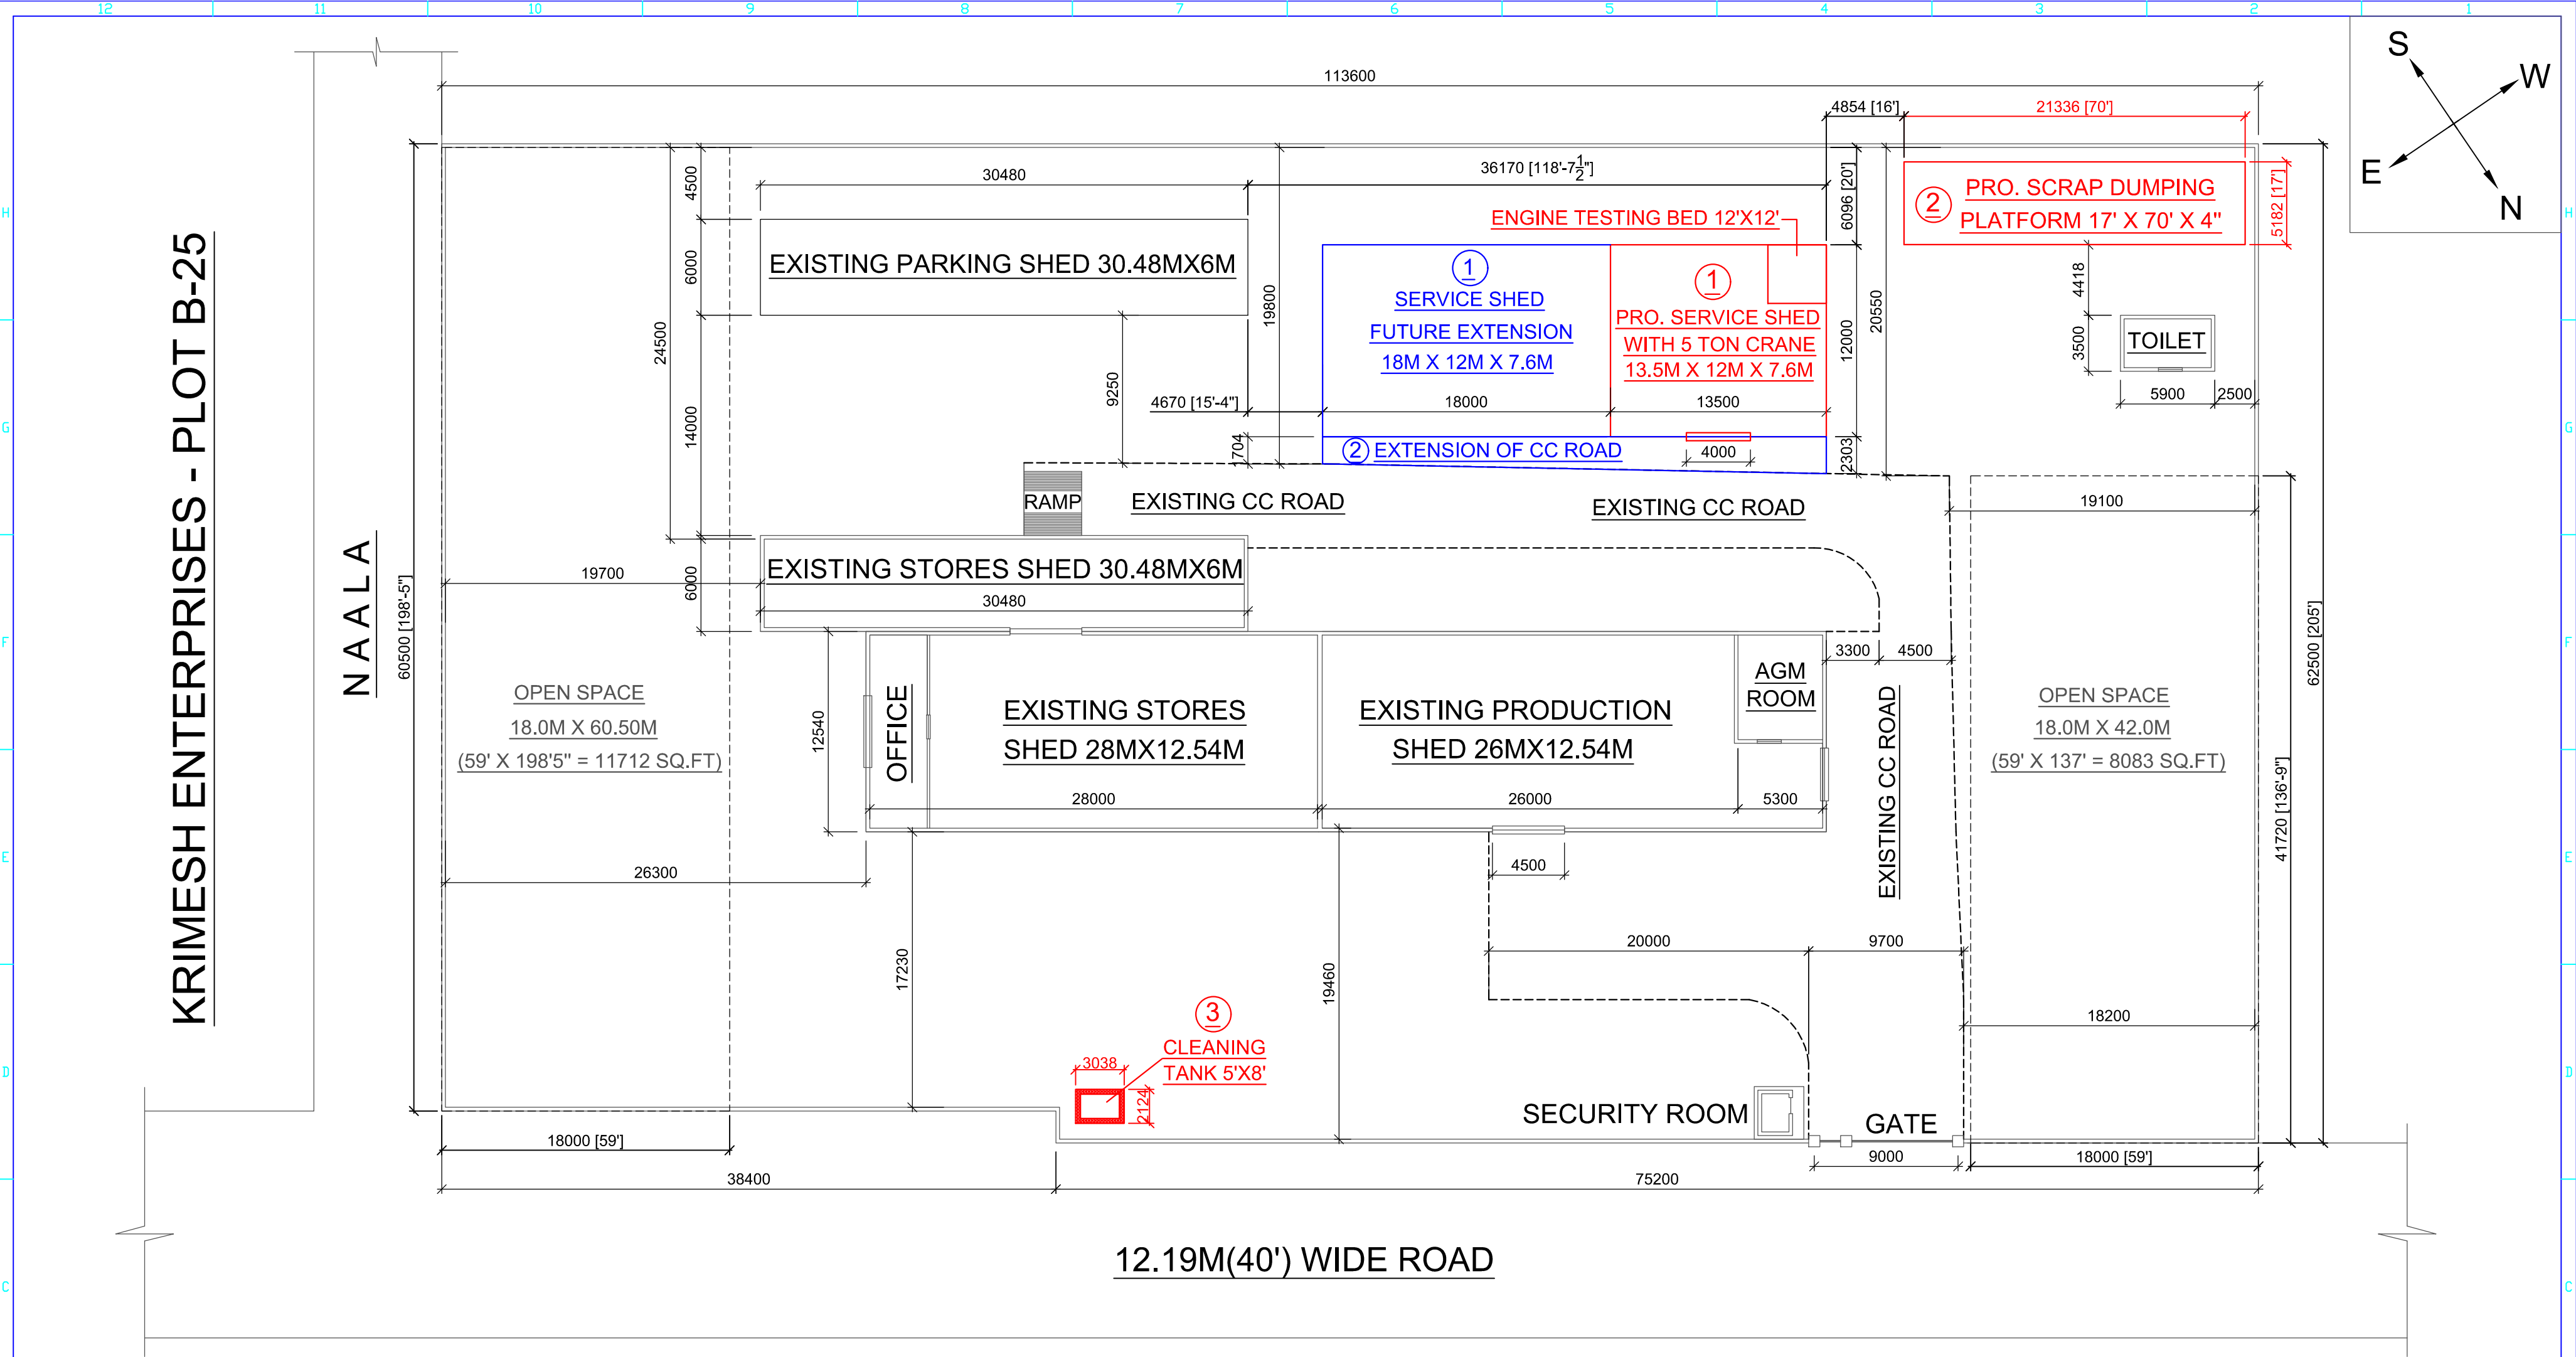 12 11 10 9 8 7 6 5 4 3 2 1
H
G
F
E
D
C
H
G
F
E
D
C
S
W
E
N
KRIMESH ENTERPRISES - PLOT B-25
NAALA
113600
4854 [16']
21336 [70']
30480
36170 [118'-7 1/2"]
4500
6000
14000
6000
24500
19800
9250
6096 [20']
12000
2303
20550
5182 [17']
ENGINE TESTING BED 12'X12'
2
PRO. SCRAP DUMPING
PLATFORM 17' X 70' X 4"
EXISTING PARKING SHED 30.48MX6M
1
SERVICE SHED
FUTURE EXTENSION
18M X 12M X 7.6M
1
PRO. SERVICE SHED
WITH 5 TON CRANE
13.5M X 12M X 7.6M
4418
3500
TOILET
5900
2500
4670 [15'-4"]
18000
13500
1704
2 EXTENSION OF CC ROAD
4000
RAMP
EXISTING CC ROAD
EXISTING CC ROAD
19100
EXISTING STORES SHED 30.48MX6M
19700
30480
60500 [198'-5"]
62500 [205']
41720 [136'-9"]
3300
4500
OPEN SPACE
18.0M X 60.50M
(59' X 198'5" = 11712 SQ.FT)
12540
OFFICE
EXISTING STORES
SHED 28MX12.54M
EXISTING PRODUCTION
SHED 26MX12.54M
AGM
ROOM
EXISTING CC ROAD
OPEN SPACE
18.0M X 42.0M
(59' X 137' = 8083 SQ.FT)
28000
26000
5300
26300
4500
17230
19460
20000
9700
18200
3
CLEANING
TANK 5'X8'
3038
2124
SECURITY ROOM
GATE
18000 [59']
9000
18000 [59']
38400
75200
12.19M(40') WIDE ROAD